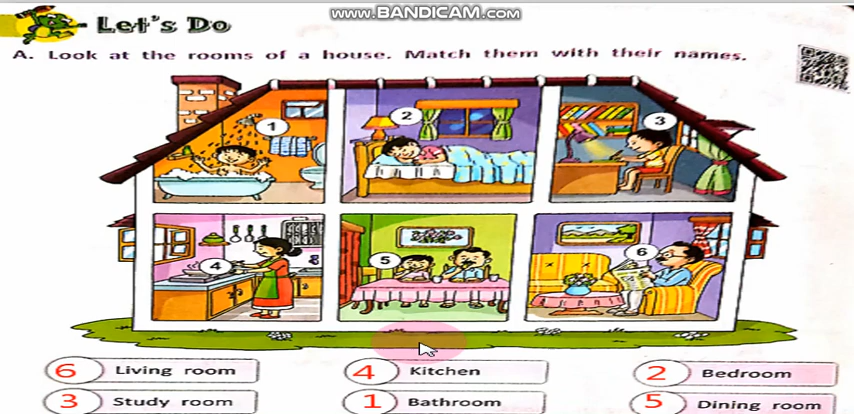 www.BANDICAM.com
Let's Do
A. Look at the rooms of a house. Match them with their names.
1
2
3
4
5
6
6 Living room
4 Kitchen
2 Bedroom
3 Study room
1 Bathroom
5 Dining room